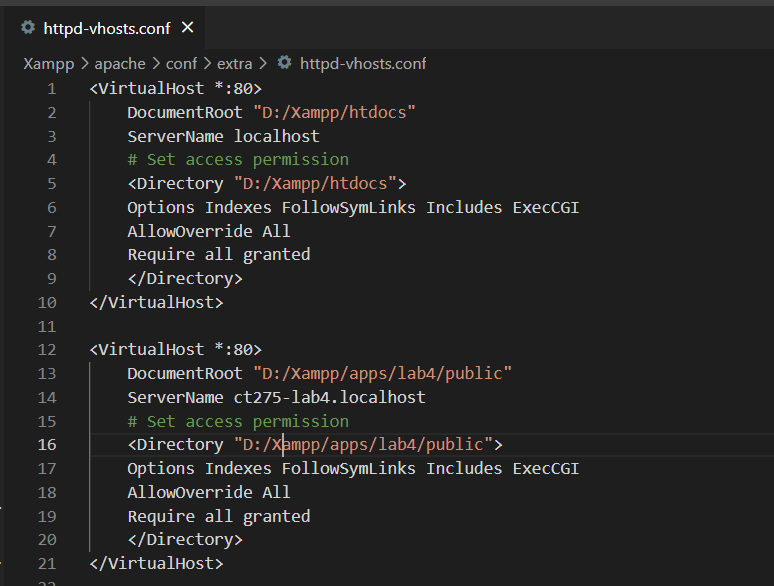 httpd-vhosts.conf ×
Xampp > apache > conf > extra > httpd-vhosts.conf
1 <VirtualHost *:80>
2 DocumentRoot "D:/Xampp/htdocs"
3 ServerName localhost
4 # Set access permission
5 <Directory "D:/Xampp/htdocs">
6 Options Indexes FollowSymLinks Includes ExecCGI
7 AllowOverride All
8 Require all granted
9 </Directory>
10 </VirtualHost>
11
12 <VirtualHost *:80>
13 DocumentRoot "D:/Xampp/apps/lab4/public"
14 ServerName ct275-lab4.localhost
15 # Set access permission
16 <Directory "D:/Xampp/apps/lab4/public">
17 Options Indexes FollowSymLinks Includes ExecCGI
18 AllowOverride All
19 Require all granted
20 </Directory>
21 </VirtualHost>
22